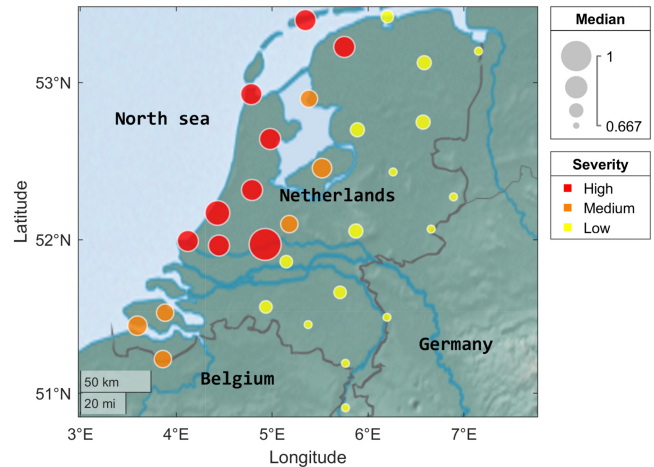 Median
1
0.667
Severity
High
Medium
Low
53°N
52°N
51°N
Latitude
North sea
Netherlands
Germany
Belgium
50 km
20 mi
3°E 4°E 5°E 6°E 7°E
Longitude